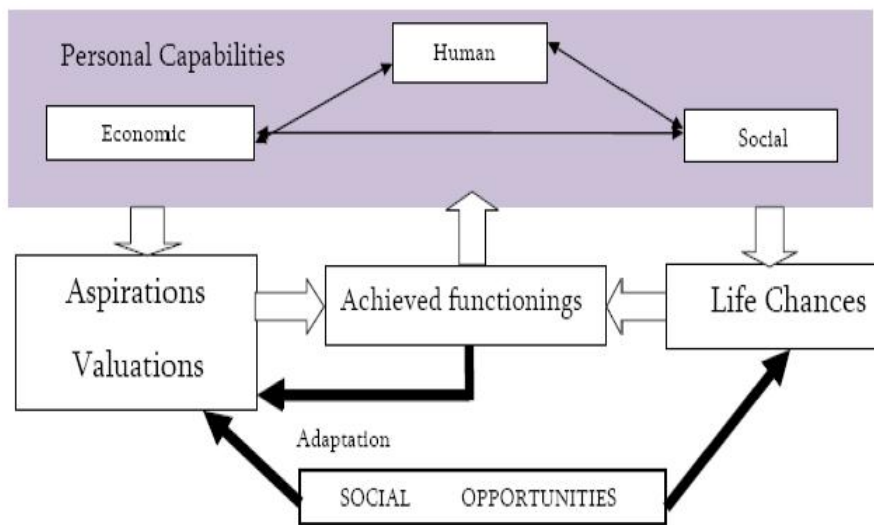 Personal Capabilities
Human
Economic
Social
Aspirations
Valuations
Achieved functionings
Life Chances
Adaptation
SOCIAL OPPORTUNITIES